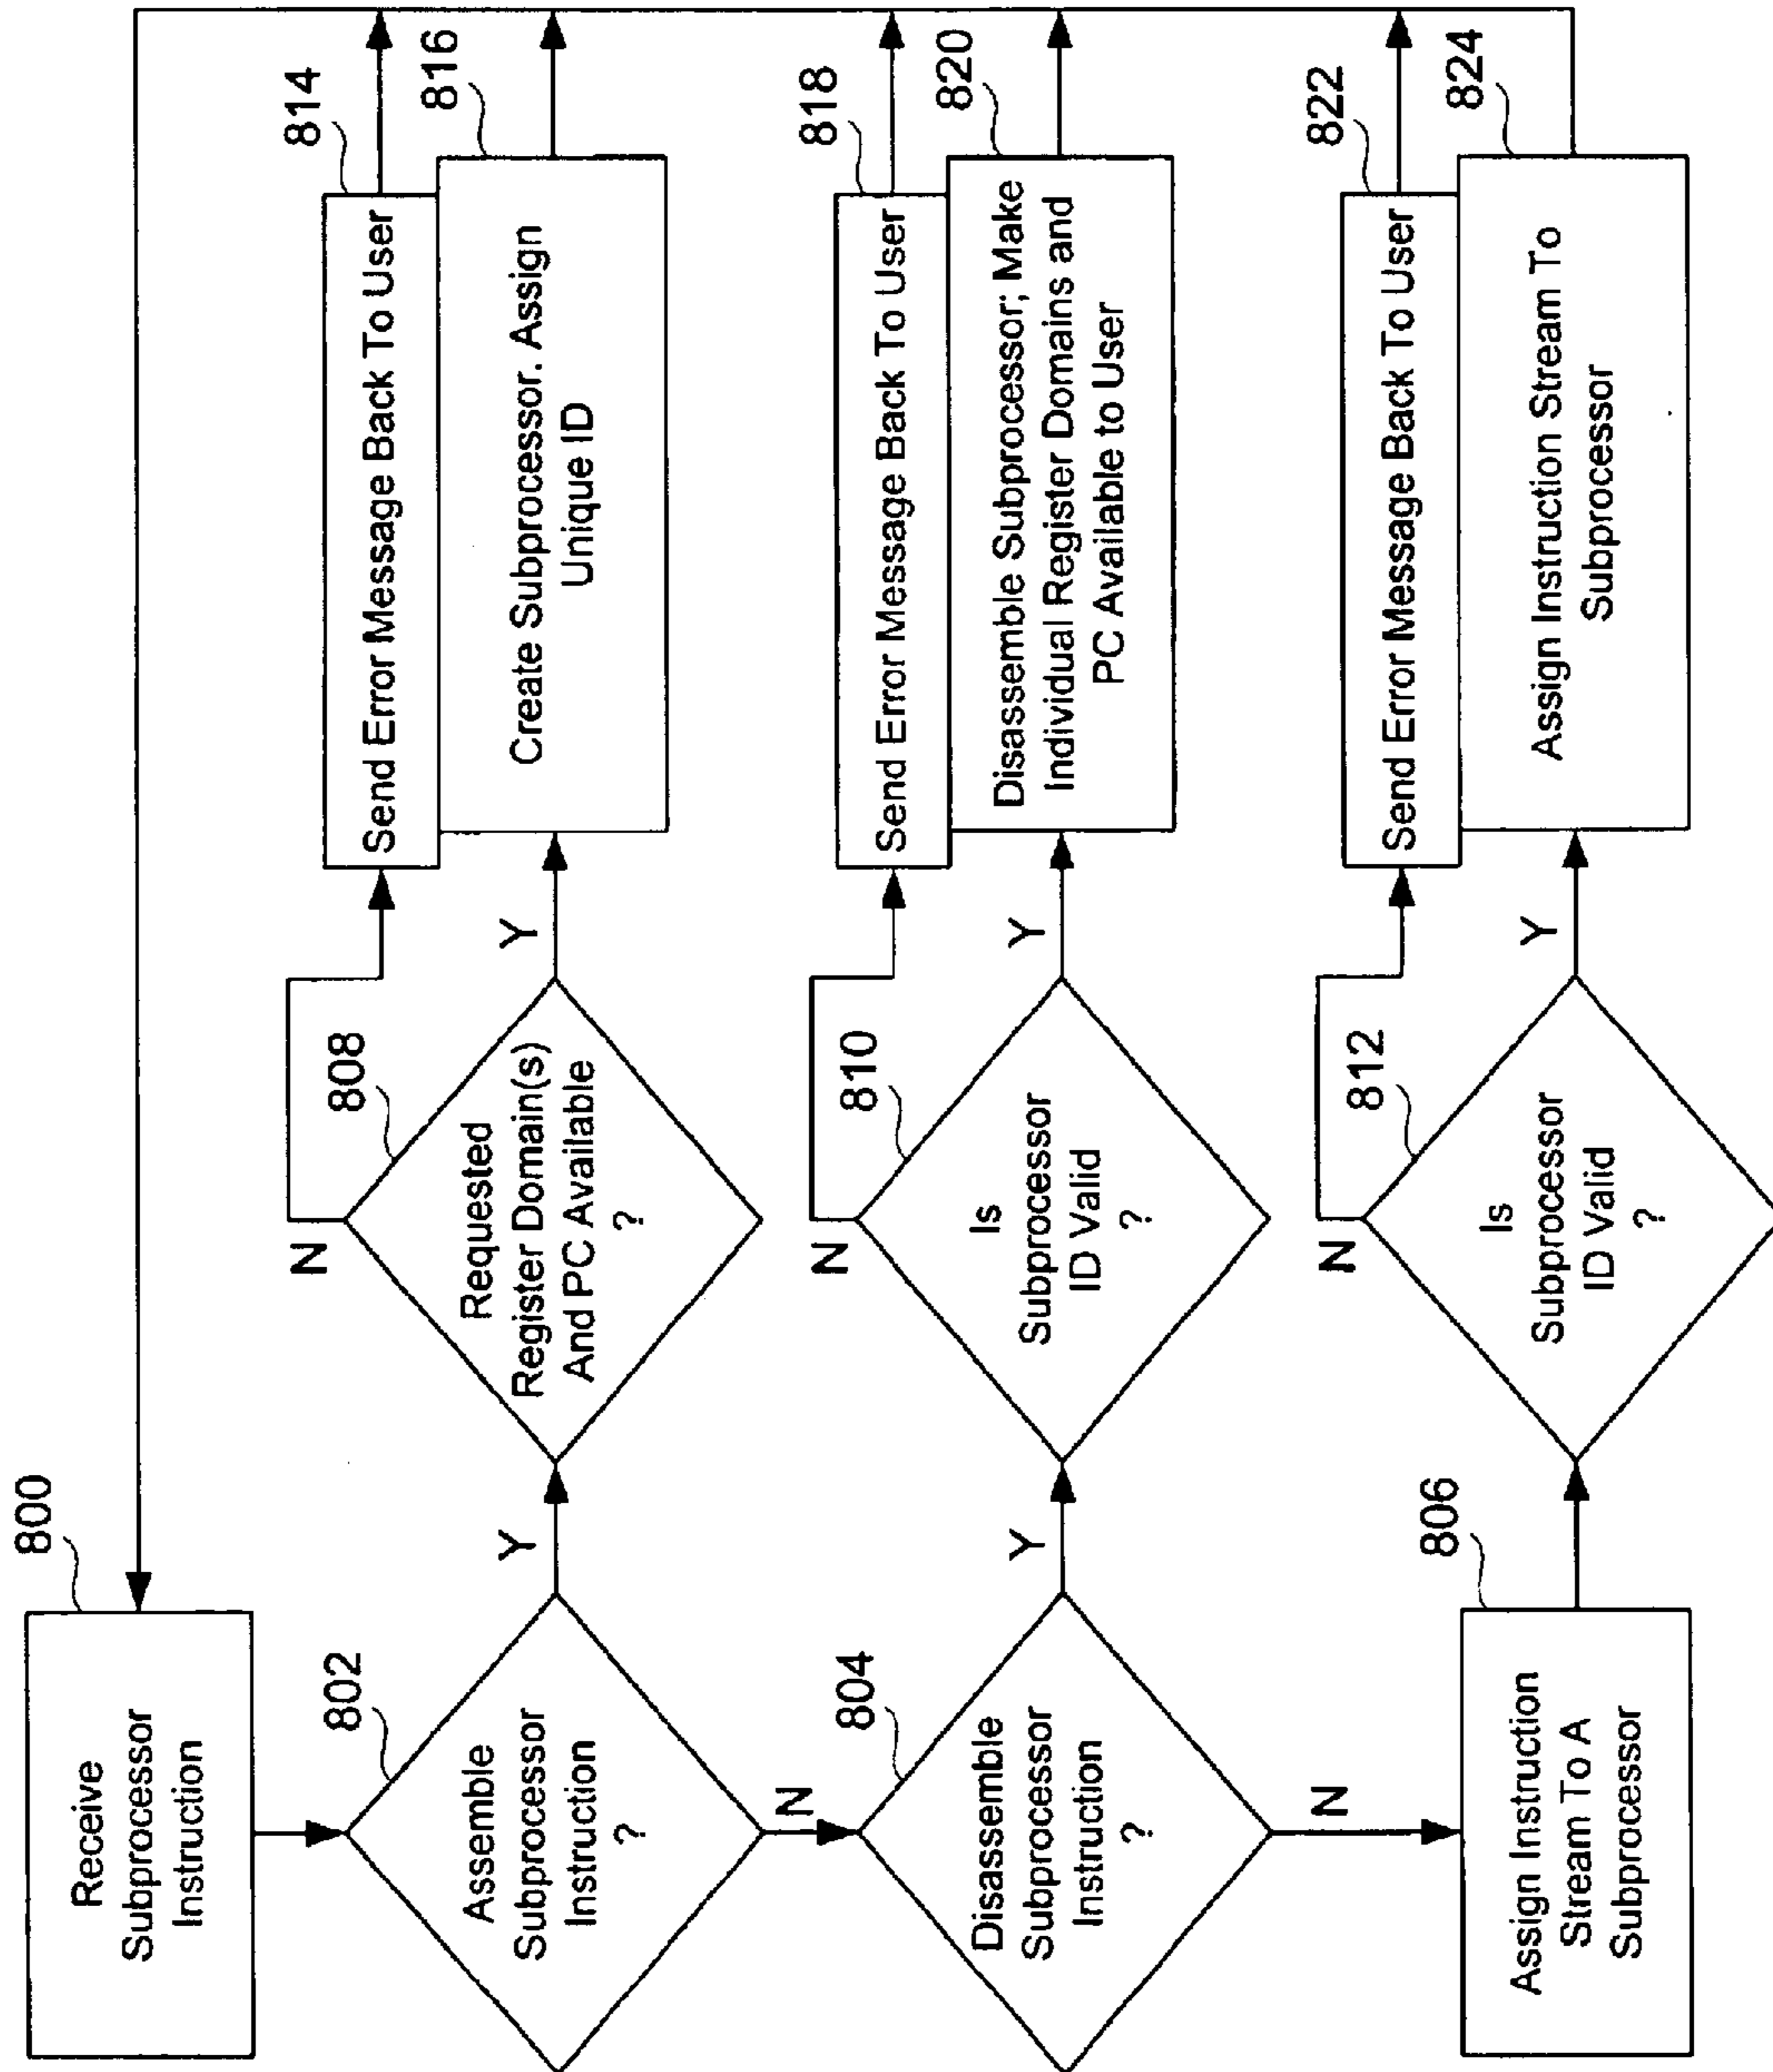 800
Receive
Subprocessor
Instruction
802
Assemble
Subprocessor
Instruction
?
Y
N
808
Requested
Register Domain(s)
And PC Available
?
N
Y
814
Send Error Message Back To User
816
Create Subprocessor. Assign
Unique ID
804
Disassemble
Subprocessor
Instruction
?
Y
N
810
Is
Subprocessor
ID Valid
?
N
Y
818
Send Error Message Back To User
820
Disassemble Subprocessor; Make
Individual Register Domains and
PC Available to User
806
Assign Instruction
Stream To A
Subprocessor
812
Is
Subprocessor
ID Valid
?
N
Y
822
Send Error Message Back To User
824
Assign Instruction Stream To
Subprocessor